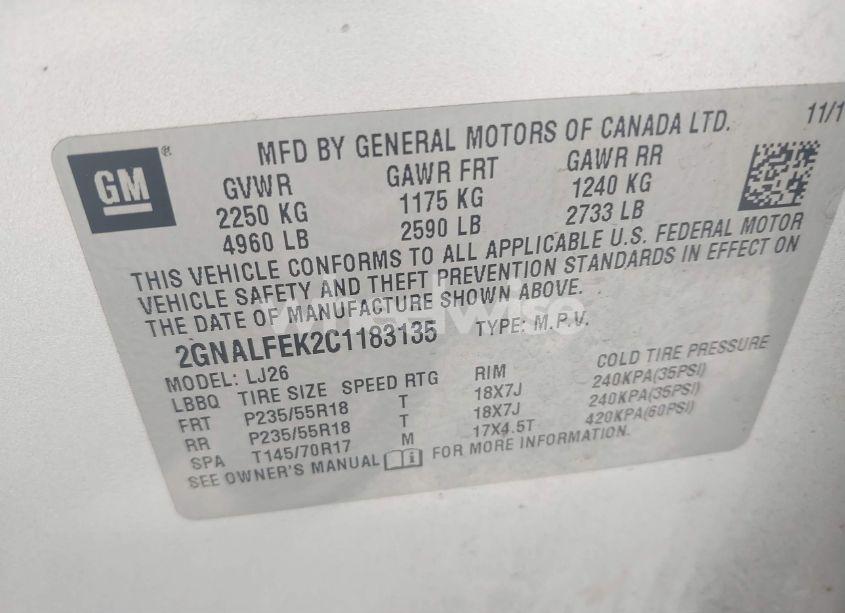 MFD BY GENERAL MOTORS OF CANADA LTD. 11/1
GM ®
GVWR GAWR FRT GAWR RR
2250 KG 1175 KG 1240 KG
4960 LB 2590 LB 2733 LB
THIS VEHICLE CONFORMS TO ALL APPLICABLE U.S. FEDERAL MOTOR
VEHICLE SAFETY AND THEFT PREVENTION STANDARDS IN EFFECT ON
THE DATE OF MANUFACTURE SHOWN ABOVE.
2GNALFEK2C1183135 TYPE: M.P.V.
MODEL: LJ26
LBBQ TIRE SIZE SPEED RTG RIM COLD TIRE PRESSURE
FRT P235/55R18 T 18X7J 240KPA(35PSI)
RR P235/55R18 T 18X7J 240KPA(35PSI)
SPA T145/70R17 M 17X4.5T 420KPA(60PSI)
SEE OWNER'S MANUAL i FOR MORE INFORMATION.